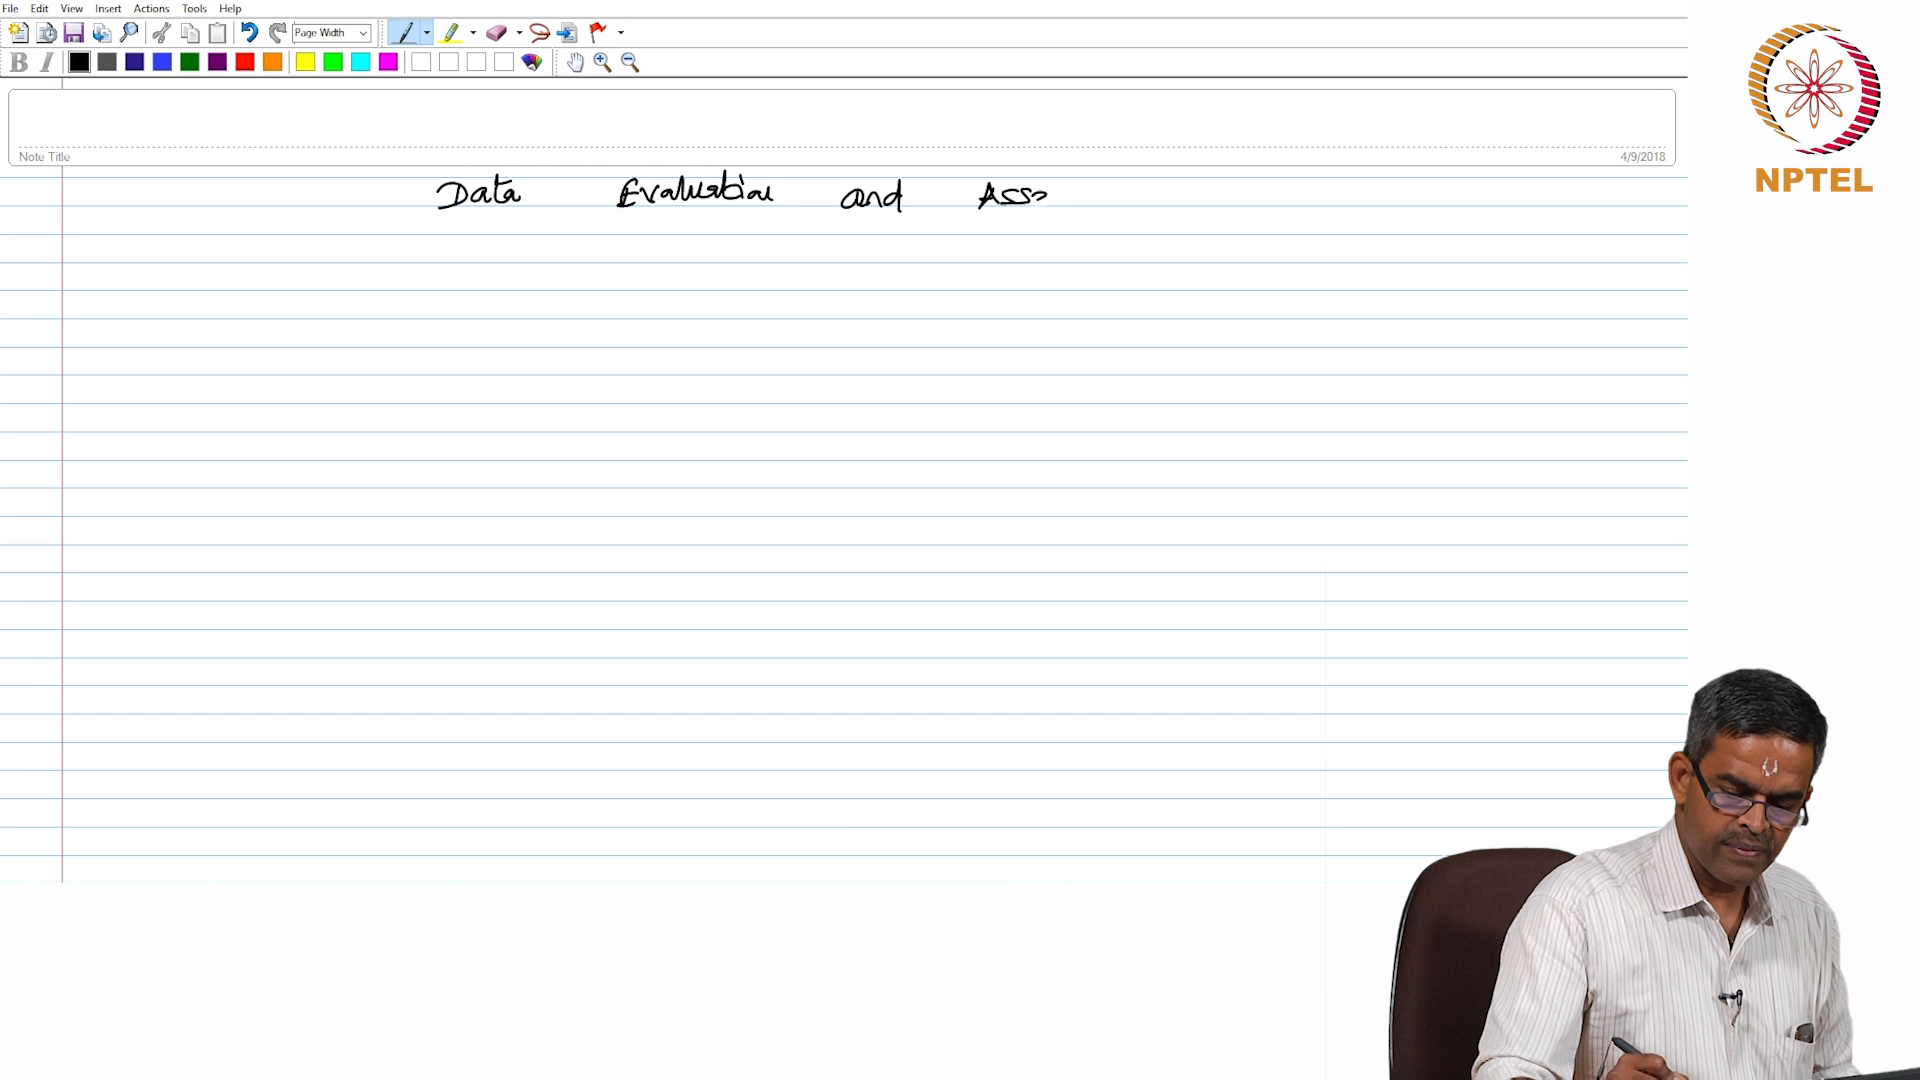 File Edit View Insert Actions Tools Help
Page Width
B I
NPTEL
Note Title 4/9/2018
Data Evaluation and Ass